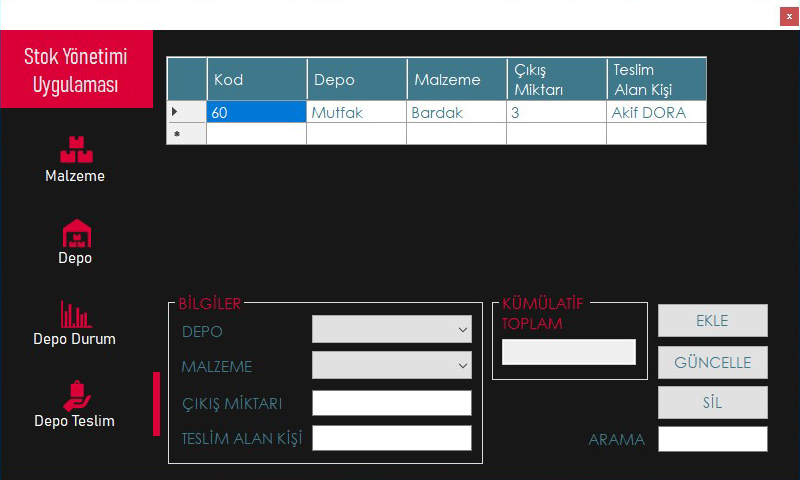 x
Stok Yönetimi
Uygulaması
Malzeme
Depo
Depo Durum
Depo Teslim
Kod Depo Malzeme Çıkış Miktarı Teslim Alan Kişi
60 Mutfak Bardak 3 Akif DORA
BİLGİLER
DEPO
MALZEME
ÇIKIŞ MİKTARI
TESLİM ALAN KİŞİ
KÜMÜLATİF
TOPLAM
EKLE
GÜNCELLE
SİL
ARAMA